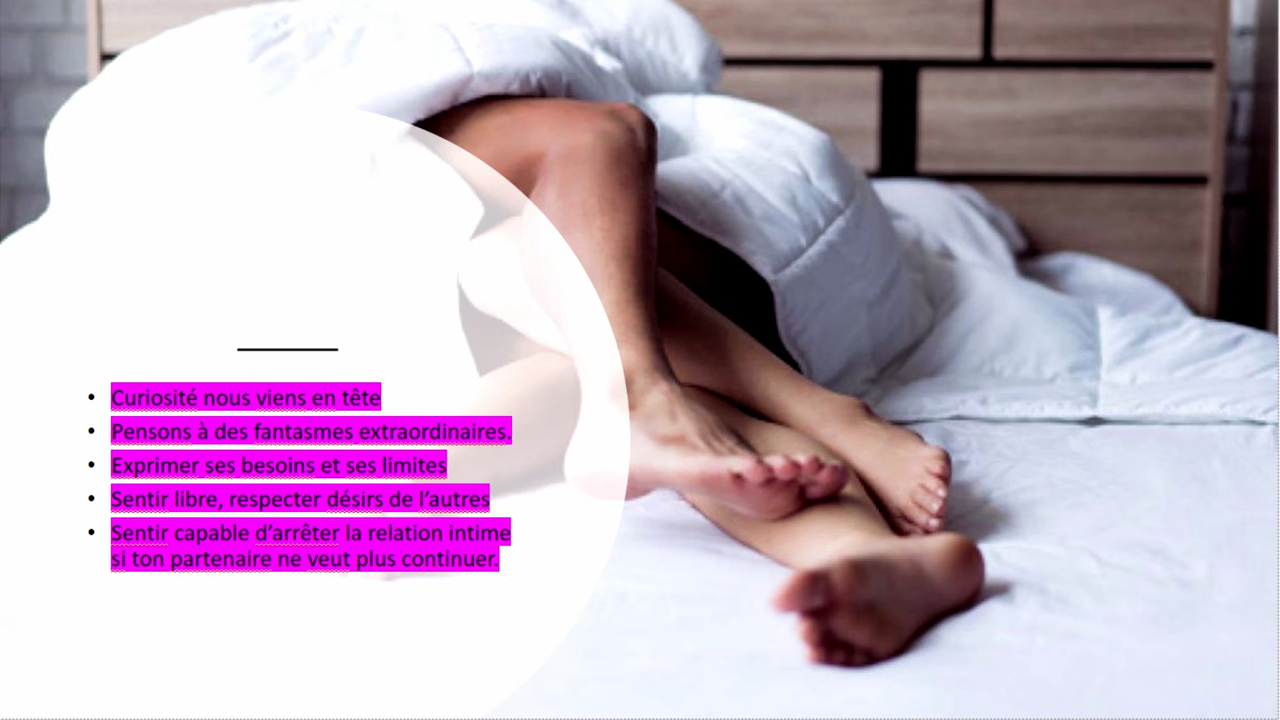 • Curiosité nous viens en tête
• Pensons à des fantasmes extraordinaires.
• Exprimer ses besoins et ses limites
• Sentir libre, respecter désirs de l’autres
• Sentir capable d’arrêter la relation intime
si ton partenaire ne veut plus continuer.